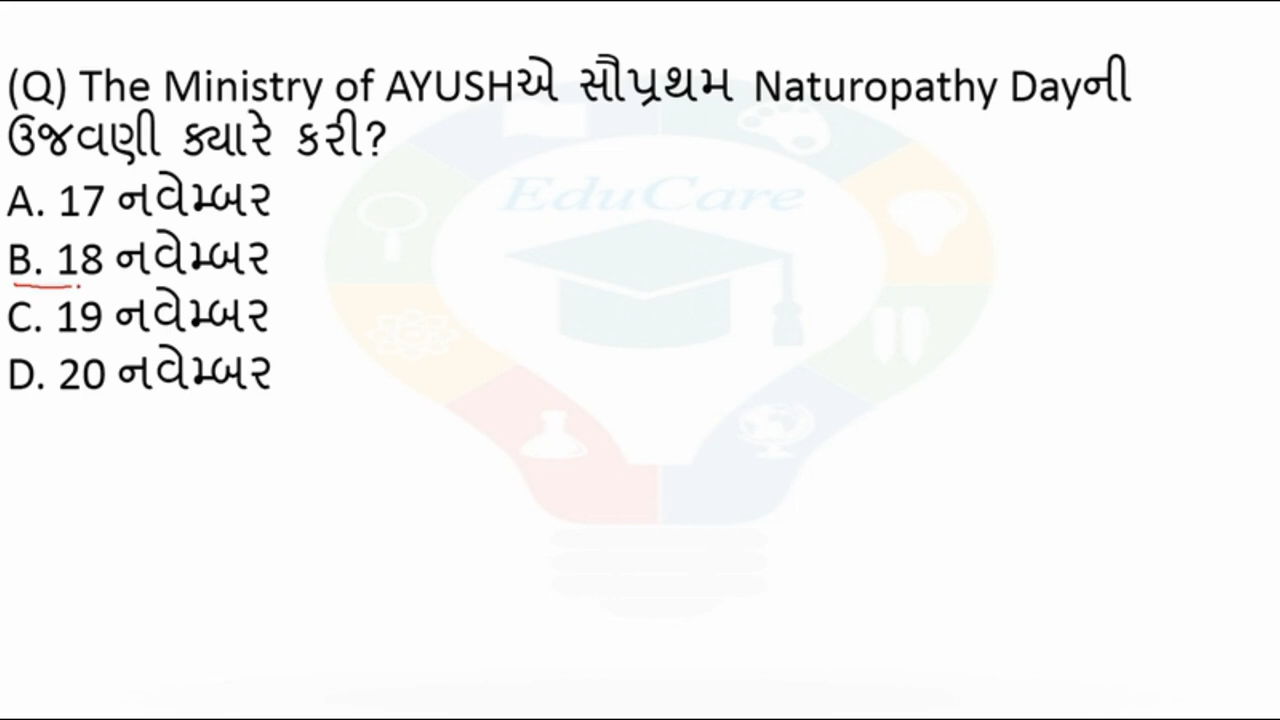 (Q) The Ministry of AYUSHએ સૌપ્રથમ Naturopathy Dayની
ઉજવણી ક્યારે કરી?
A. 17 નવેમ્બર
B. 18 નવેમ્બર
C. 19 નવેમ્બર
D. 20 નવેમ્બર
EduCare